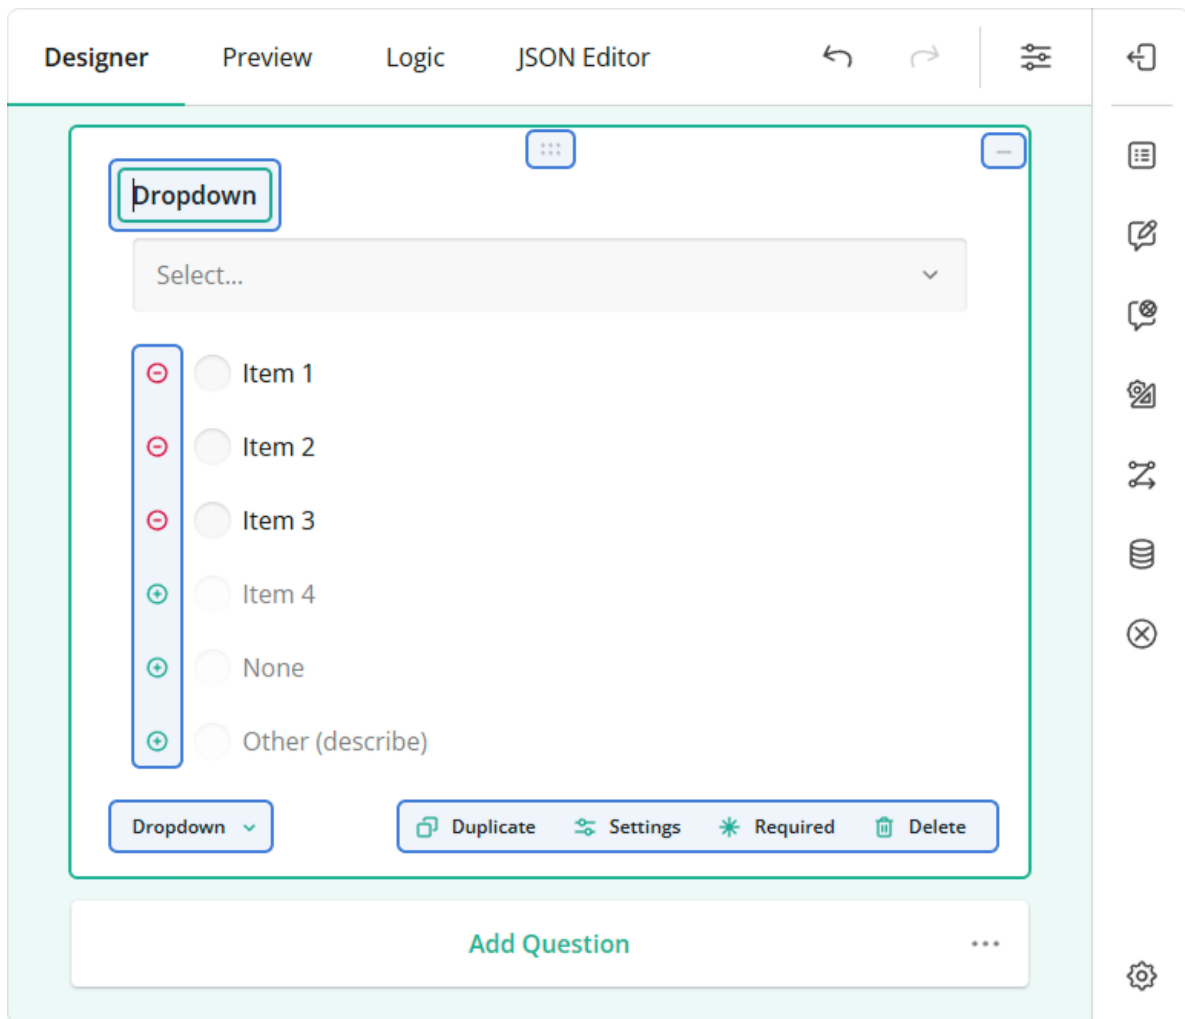 Designer Preview Logic JSON Editor
Dropdown
Select...
Item 1
Item 2
Item 3
Item 4
None
Other (describe)
Dropdown Duplicate Settings Required Delete
Add Question